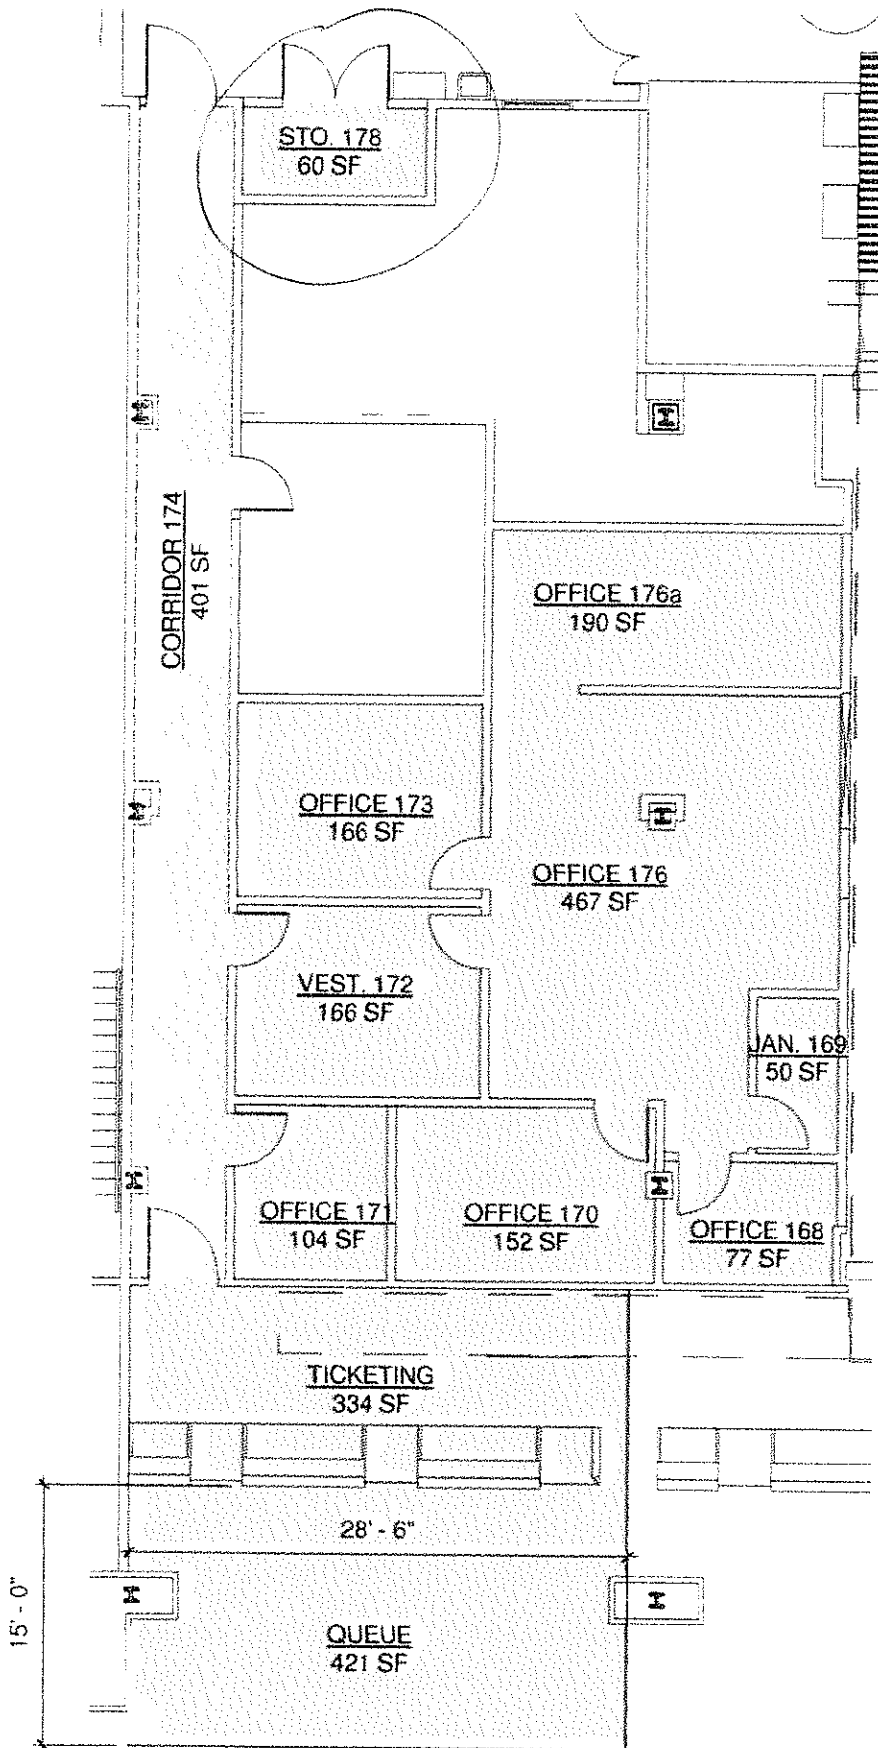 STO. 178
60 SF
CORRIDOR 174
401 SF
OFFICE 176a
190 SF
OFFICE 173
166 SF
OFFICE 176
467 SF
VEST. 172
166 SF
JAN. 169
50 SF
OFFICE 171
104 SF
OFFICE 170
152 SF
OFFICE 168
77 SF
TICKETING
334 SF
28' - 6"
15' - 0"
QUEUE
421 SF